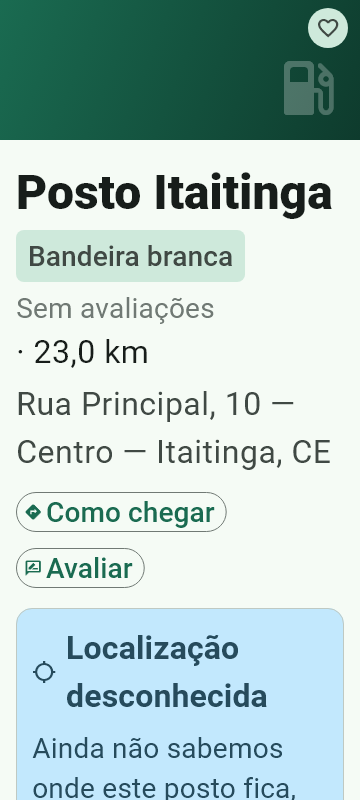 Posto Itaitinga
Bandeira branca
Sem avaliações
· 23,0 km
Rua Principal, 10 —
Centro — Itaitinga, CE
Como chegar
Avaliar
Localização
desconhecida
Ainda não sabemos
onde este posto fica,